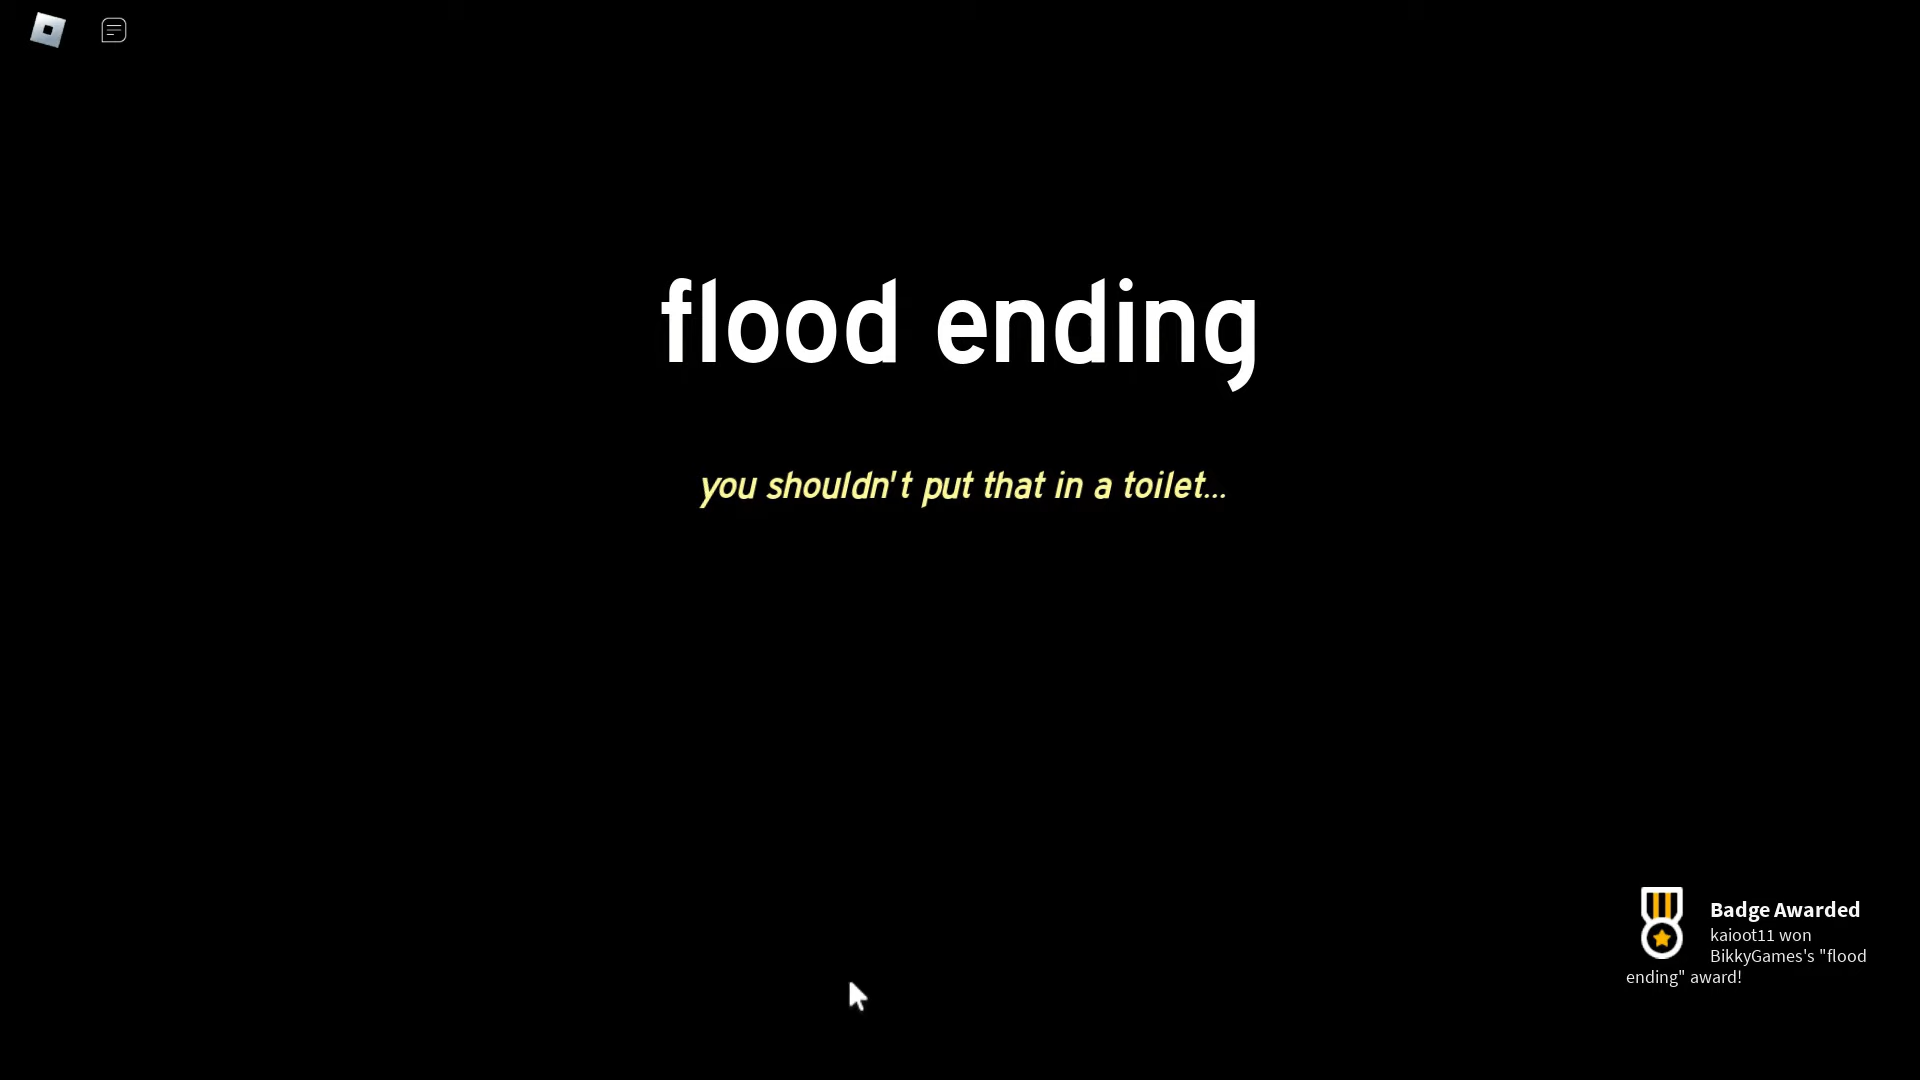 flood ending
you shouldn't put that in a toilet...
Badge Awarded
kaioot11 won
BikkyGames's "flood
ending" award!